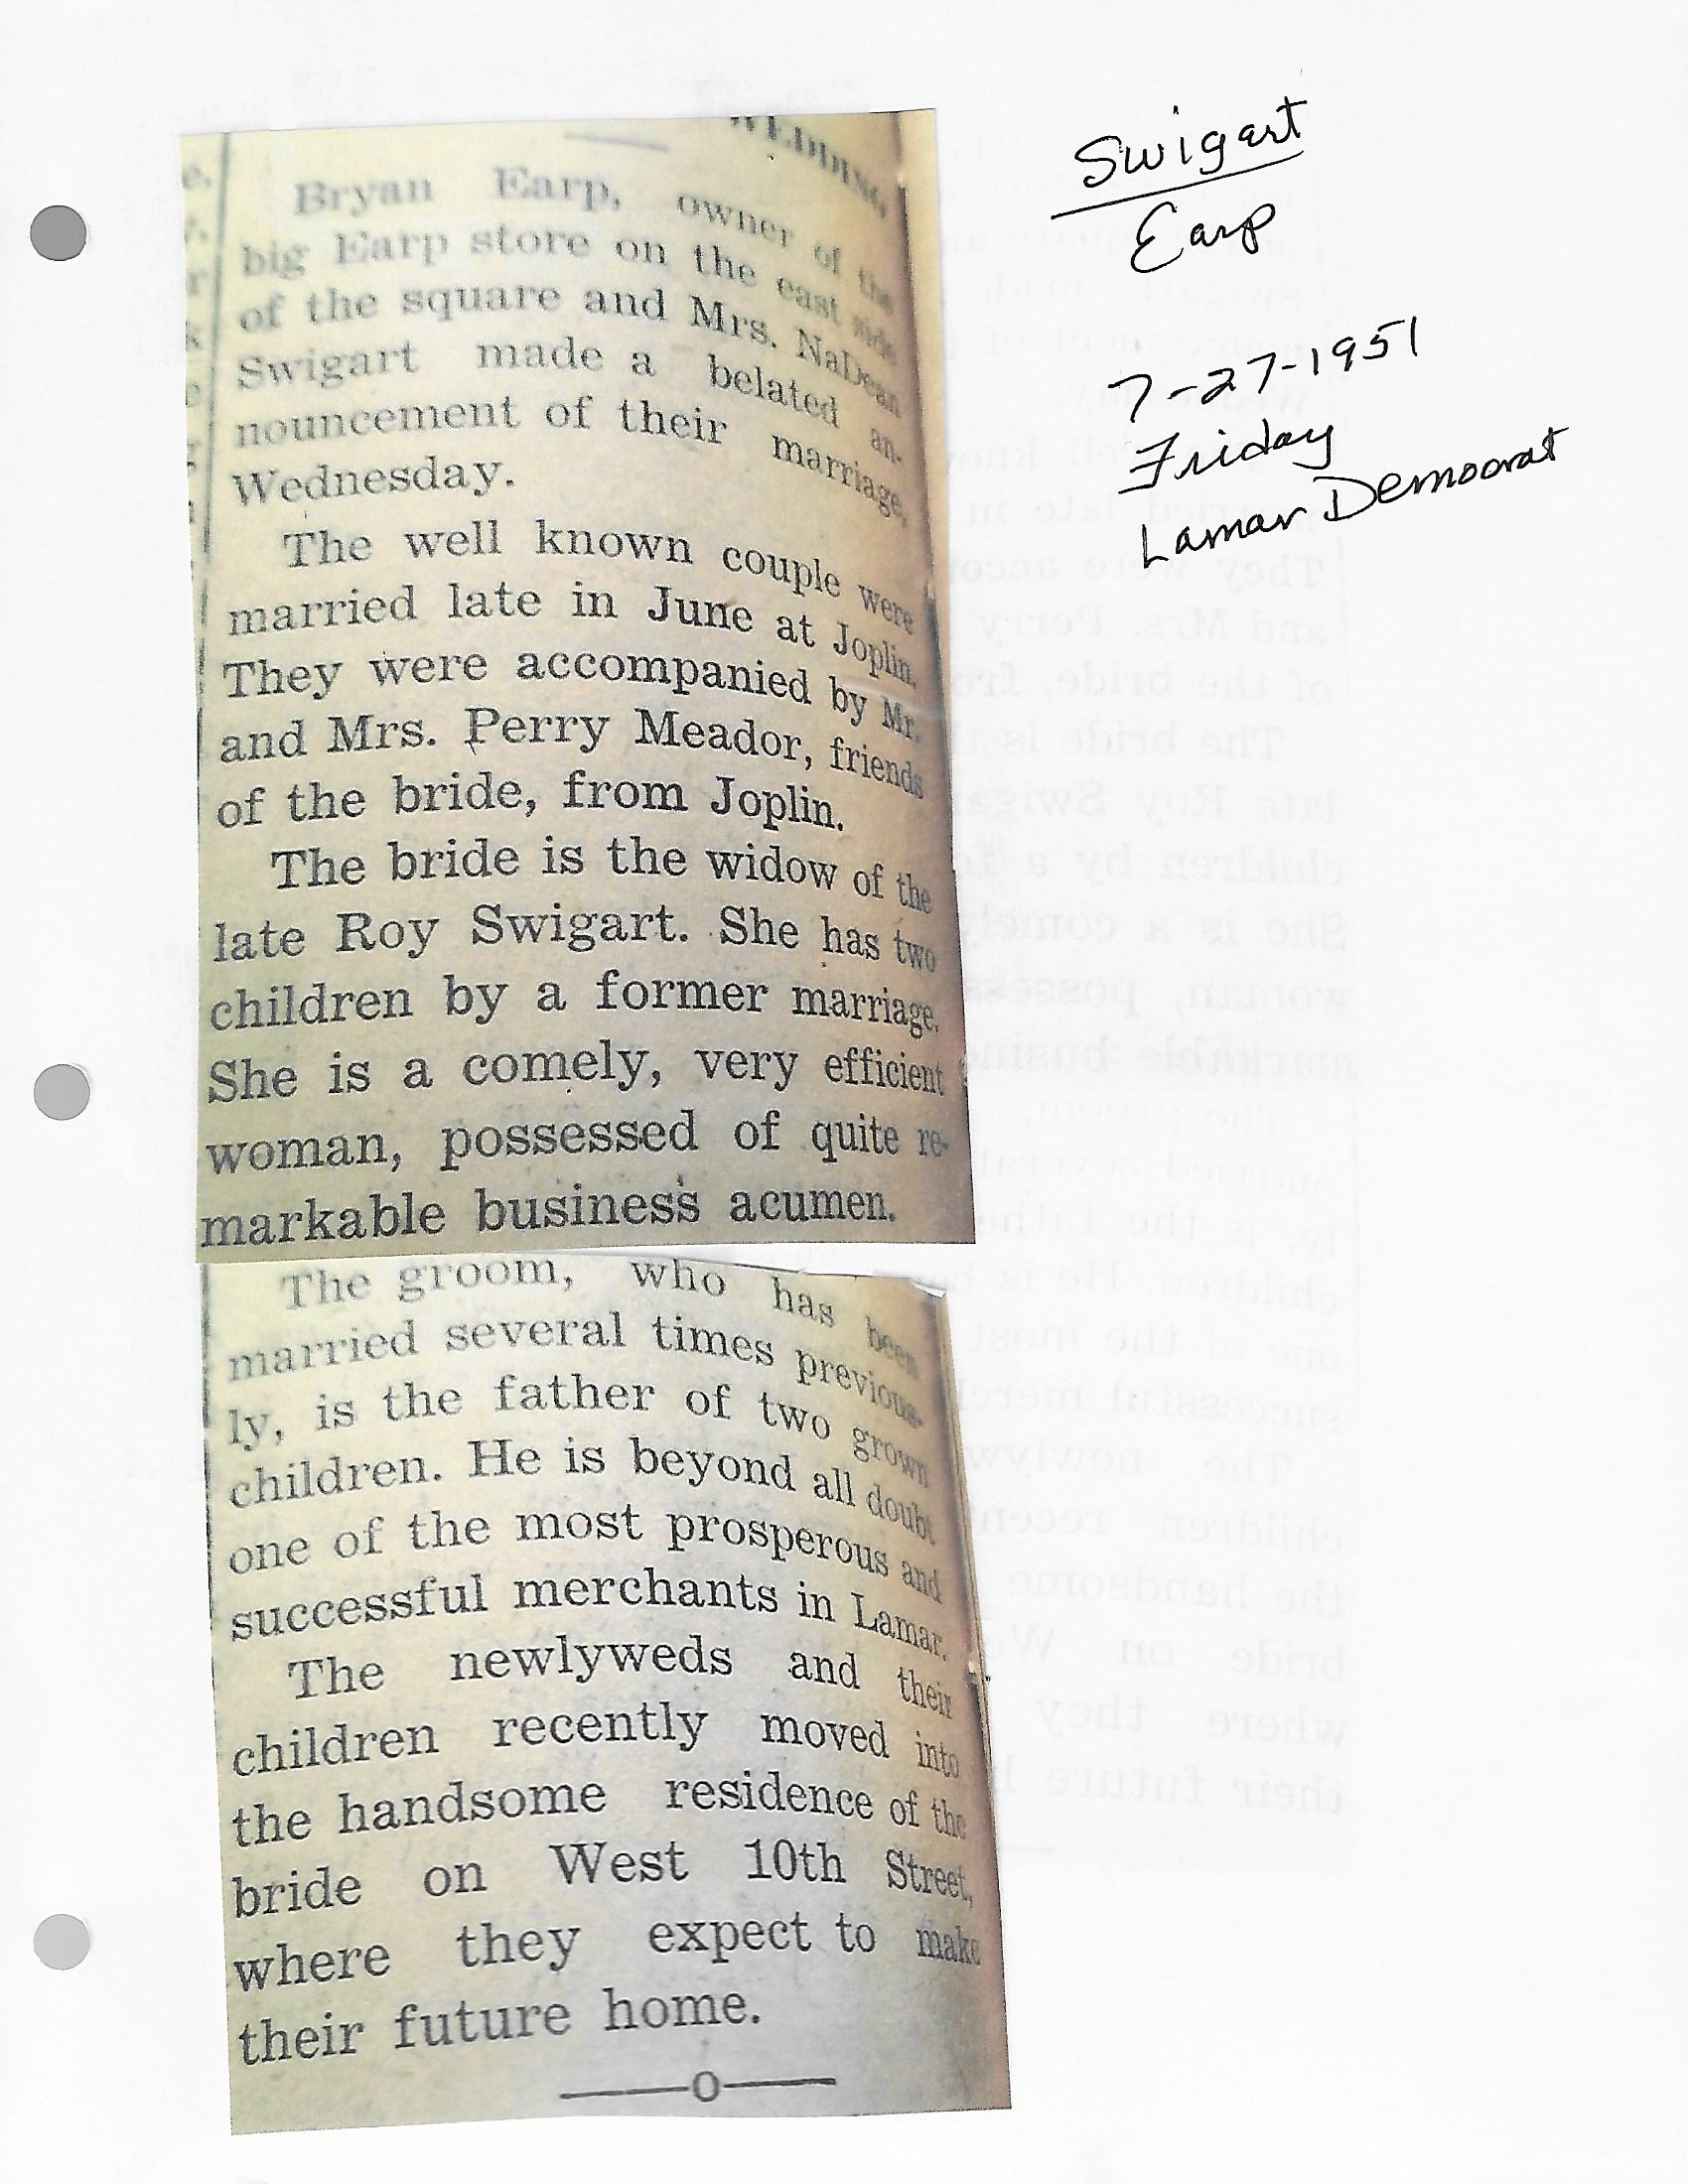 WEDDING,
Bryan Earp, owner of the
big Earp store on the east side
of the square and Mrs. NaDean
Swigart made a belated an-
nouncement of their marriage,
Wednesday.
The well known couple were
married late in June at Joplin.
They were accompanied by Mr.
and Mrs. Perry Meador, friends
of the bride, from Joplin.
The bride is the widow of the
late Roy Swigart. She has two
children by a former marriage.
She is a comely, very efficient
woman, possessed of quite re-
markable business acumen.
The groom, who has been
married several times previous-
ly, is the father of two grown
children. He is beyond all doubt
one of the most prosperous and
successful merchants in Lamar.
The newlyweds and their
children recently moved into
the handsome residence of the
bride on West 10th Street,
where they expect to make
their future home.
Swigart
Earp
7-27-1951
Friday
Lamar Democrat